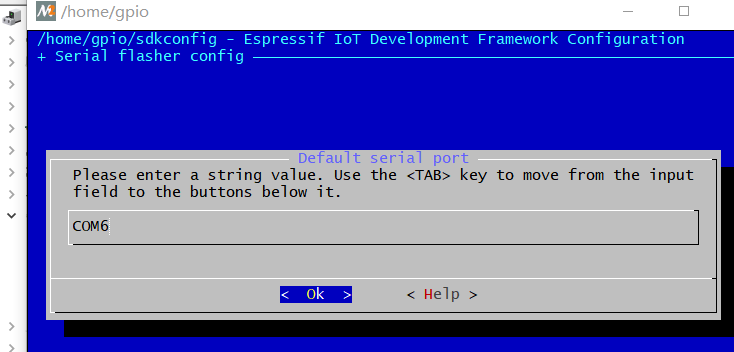 /home/gpio
/home/gpio/sdkconfig - Espressif IoT Development Framework Configuration
+ Serial flasher config
Default serial port
Please enter a string value. Use the <TAB> key to move from the input
field to the buttons below it.
COM6
< Ok > < Help >